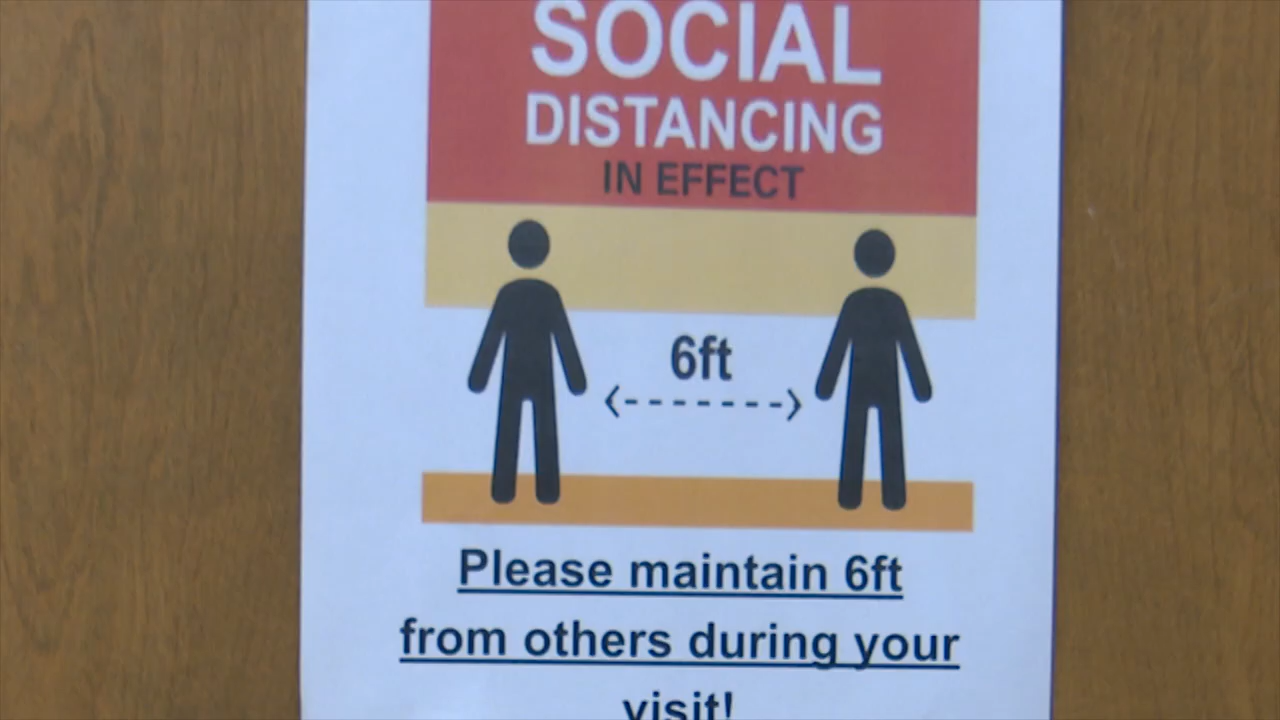 SOCIAL
DISTANCING
IN EFFECT
6ft
Please maintain 6ft
from others during your
visit!